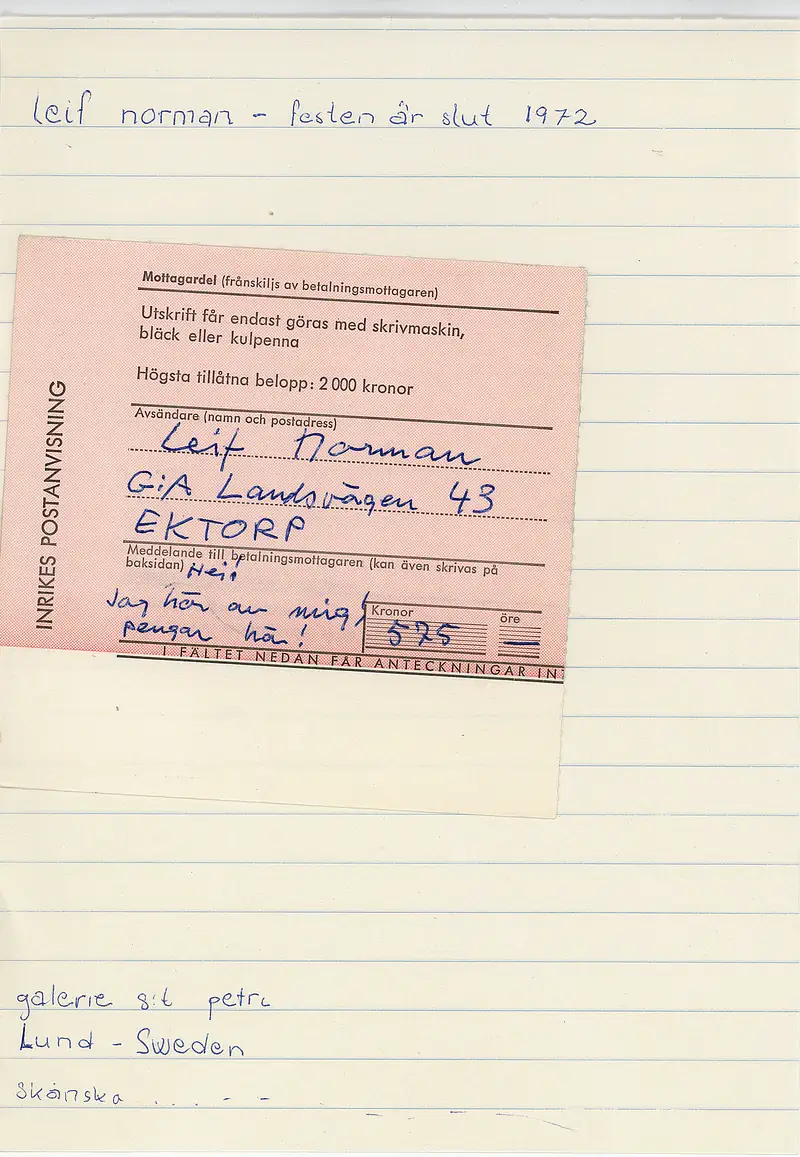 leif norman - festen är slut 1972
Mottagardel (frånskiljs av betalningsmottagaren)
Utskrift får endast göras med skrivmaskin,
bläck eller kulpenna
Högsta tillåtna belopp: 2 000 kronor
INRIKES POSTANVISNING
Avsändare (namn och postadress)
Leif Norman
G:A Landsvägen 43
EKTORP
Meddelande till betalningsmottagaren (kan även skrivas på
baksidan) Hej!
Jag hör av mig!
pengar här!
Kronor öre
575 —
I FÄLTET NEDAN FÅR ANTECKNINGAR IN
galerie s:t petri
Lund - Sweden
skånska . . . - -